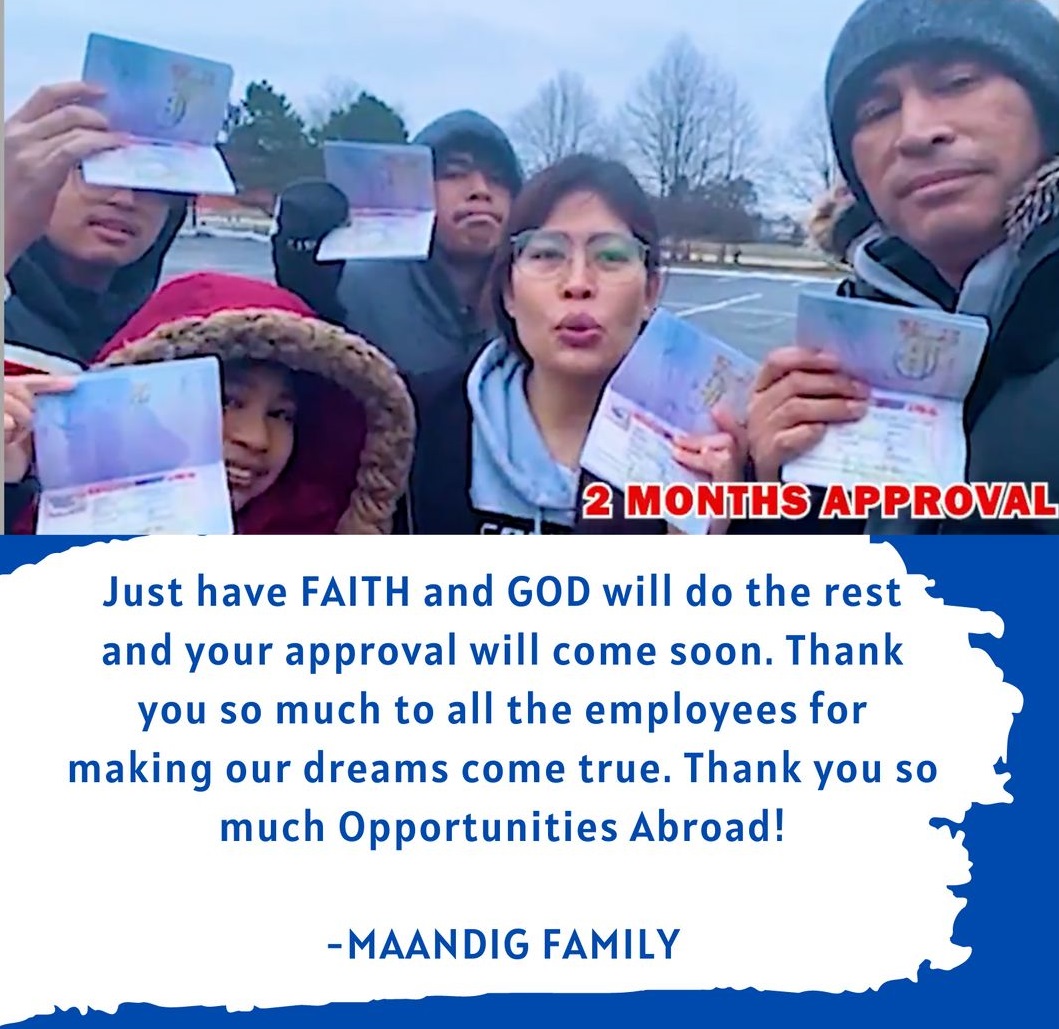 2 MONTHS APPROVAL
Just have FAITH and GOD will do the rest
and your approval will come soon. Thank
you so much to all the employees for
making our dreams come true. Thank you so
much Opportunities Abroad!
-MAANDIG FAMILY